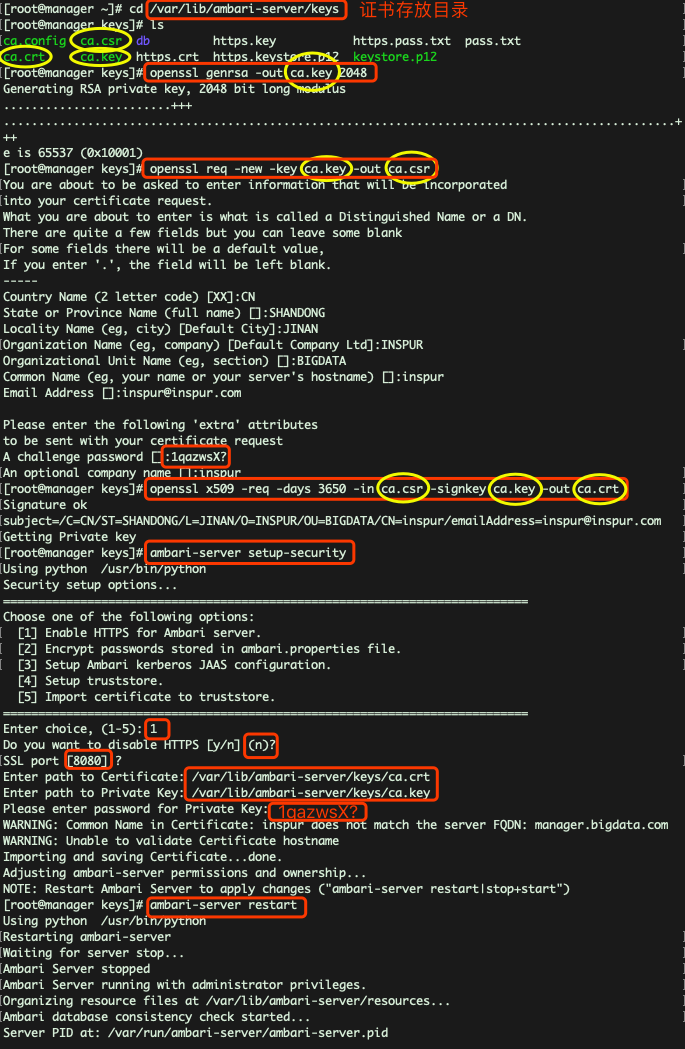 [root@manager ~]# cd /var/lib/ambari-server/keys 证书存放目录
[root@manager keys]# ls
ca.config ca.csr db https.key https.pass.txt pass.txt
ca.crt ca.key https.crt https.keystore.p12 keystore.p12
[root@manager keys]# openssl genrsa -out ca.key 2048
Generating RSA private key, 2048 bit long modulus
........................+++
.................................................................................................+
++
e is 65537 (0x10001)
[root@manager keys]# openssl req -new -key ca.key -out ca.csr
You are about to be asked to enter information that will be incorporated
into your certificate request.
What you are about to enter is what is called a Distinguished Name or a DN.
There are quite a few fields but you can leave some blank
For some fields there will be a default value,
If you enter '.', the field will be left blank.
-----
Country Name (2 letter code) [XX]:CN
State or Province Name (full name) []:SHANDONG
Locality Name (eg, city) [Default City]:JINAN
Organization Name (eg, company) [Default Company Ltd]:INSPUR
Organizational Unit Name (eg, section) []:BIGDATA
Common Name (eg, your name or your server's hostname) []:inspur
Email Address []:inspur@inspur.com
Please enter the following 'extra' attributes
to be sent with your certificate request
A challenge password []:1qazwsX?
An optional company name []:inspur
[root@manager keys]# openssl x509 -req -days 3650 -in ca.csr -signkey ca.key -out ca.crt
Signature ok
subject=/C=CN/ST=SHANDONG/L=JINAN/O=INSPUR/OU=BIGDATA/CN=inspur/emailAddress=inspur@inspur.com
Getting Private key
[root@manager keys]# ambari-server setup-security
Using python /usr/bin/python
Security setup options...
===========================================================================
Choose one of the following options:
[1] Enable HTTPS for Ambari server.
[2] Encrypt passwords stored in ambari.properties file.
[3] Setup Ambari kerberos JAAS configuration.
[4] Setup truststore.
[5] Import certificate to truststore.
===========================================================================
Enter choice, (1-5): 1
Do you want to disable HTTPS [y/n] (n)?
SSL port [8080] ?
Enter path to Certificate: /var/lib/ambari-server/keys/ca.crt
Enter path to Private Key: /var/lib/ambari-server/keys/ca.key
Please enter password for Private Key: 1qazwsX?
WARNING: Common Name in Certificate: inspur does not match the server FQDN: manager.bigdata.com
WARNING: Unable to validate Certificate hostname
Importing and saving Certificate...done.
Adjusting ambari-server permissions and ownership...
NOTE: Restart Ambari Server to apply changes ("ambari-server restart|stop+start")
[root@manager keys]# ambari-server restart
Using python /usr/bin/python
Restarting ambari-server
Waiting for server stop...
Ambari Server stopped
Ambari Server running with administrator privileges.
Organizing resource files at /var/lib/ambari-server/resources...
Ambari database consistency check started...
Server PID at: /var/run/ambari-server/ambari-server.pid